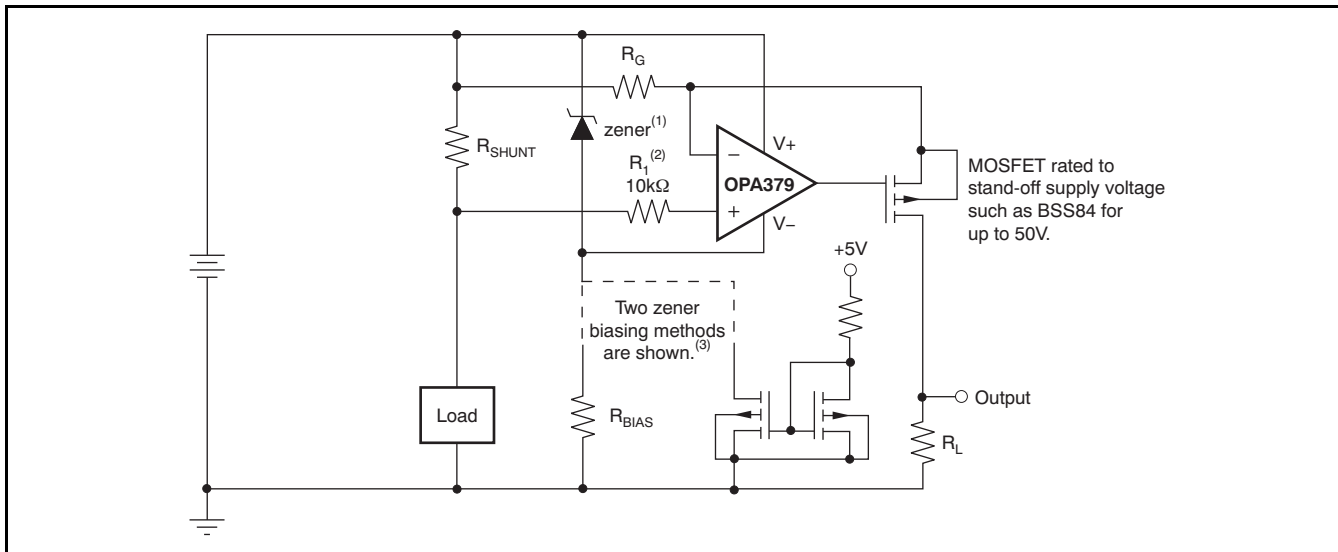 R_G
zener(1)
R_SHUNT
R_1(2)
10kΩ
−
V+
OPA379
+
V−
MOSFET rated to
stand-off supply voltage
such as BSS84 for
up to 50V.
+5V
Two zener
biasing methods
are shown.(3)
Load
R_BIAS
Output
R_L